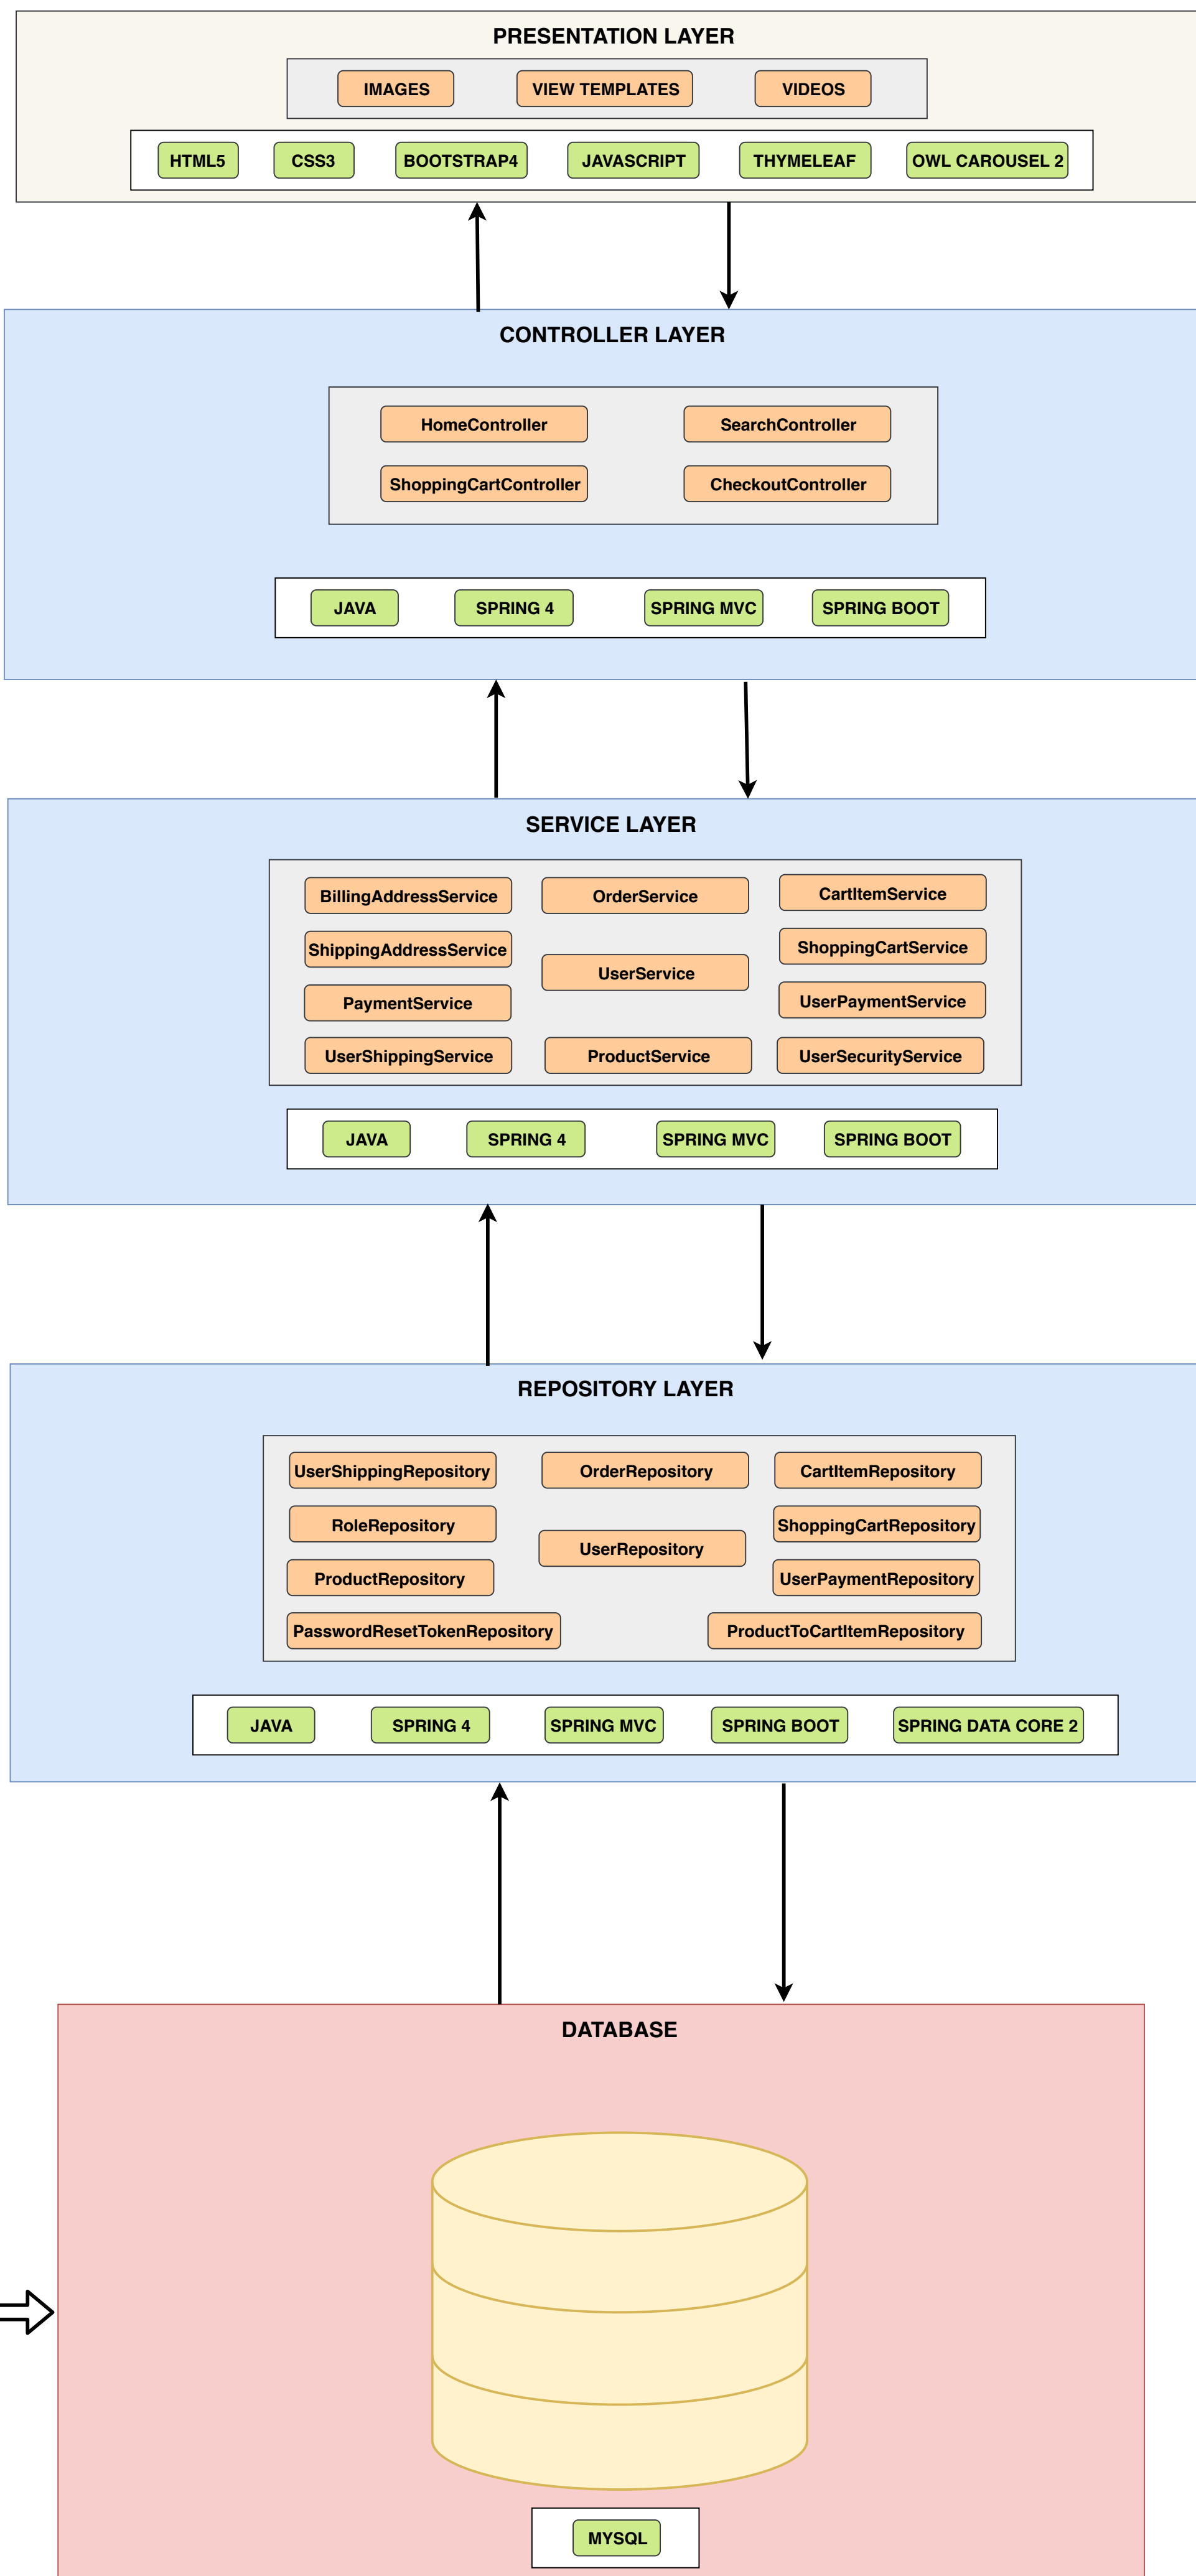 PRESENTATION LAYER
IMAGES VIEW TEMPLATES VIDEOS
HTML5 CSS3 BOOTSTRAP4 JAVASCRIPT THYMELEAF OWL CAROUSEL 2
CONTROLLER LAYER
HomeController SearchController
ShoppingCartController CheckoutController
JAVA SPRING 4 SPRING MVC SPRING BOOT
SERVICE LAYER
BillingAddressService OrderService CartItemService
ShippingAddressService ShoppingCartService
UserService
PaymentService UserPaymentService
UserShippingService ProductService UserSecurityService
JAVA SPRING 4 SPRING MVC SPRING BOOT
REPOSITORY LAYER
UserShippingRepository OrderRepository CartItemRepository
RoleRepository ShoppingCartRepository
UserRepository
ProductRepository UserPaymentRepository
PasswordResetTokenRepository ProductToCartItemRepository
JAVA SPRING 4 SPRING MVC SPRING BOOT SPRING DATA CORE 2
DATABASE
MYSQL